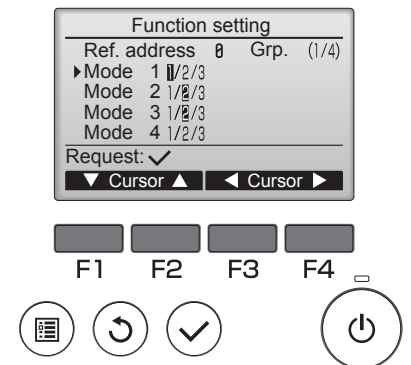 Function setting
Ref. address 0 Grp. (1/4)
▶Mode 1 1/2/3
Mode 2 1/2/3
Mode 3 1/2/3
Mode 4 1/2/3
Request: ✓
▼ Cursor ▲ ◀ Cursor ▶
F1 F2 F3 F4